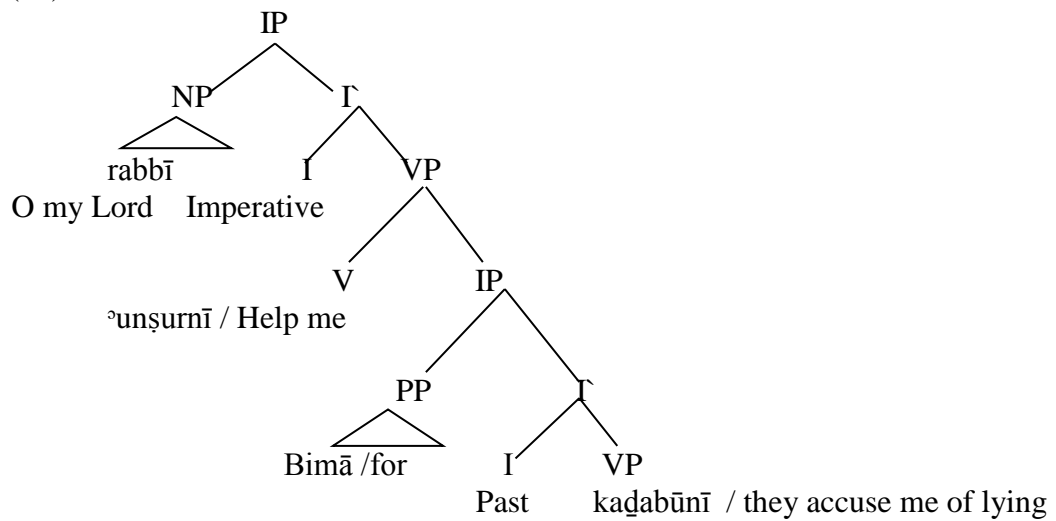 IP
NP I`
rabbī I VP
O my Lord Imperative
V IP
ᵓunṣurnī / Help me
PP I`
Bimā /for I VP
Past kaḏabūnī / they accuse me of lying